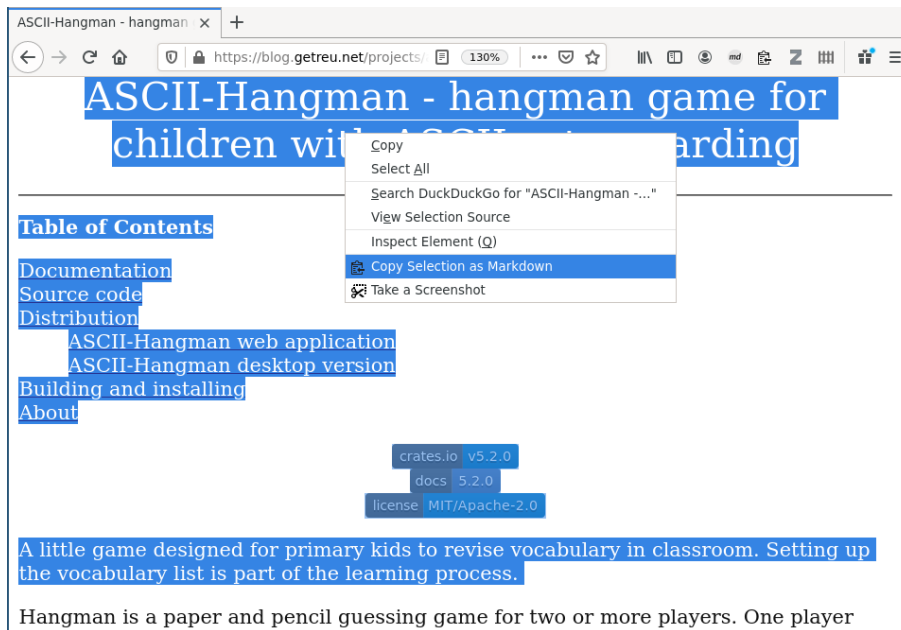 ASCII-Hangman - hangman
https://blog.getreu.net/projects/
130%
md
ASCII-Hangman - hangman game for
children wit
arding
Copy
Select All
Search DuckDuckGo for "ASCII-Hangman -..."
View Selection Source
Inspect Element (Q)
Copy Selection as Markdown
Take a Screenshot
Table of Contents
Documentation
Source code
Distribution
ASCII-Hangman web application
ASCII-Hangman desktop version
Building and installing
About
crates.io v5.2.0
docs 5.2.0
license MIT/Apache-2.0
A little game designed for primary kids to revise vocabulary in classroom. Setting up
the vocabulary list is part of the learning process.
Hangman is a paper and pencil guessing game for two or more players. One player